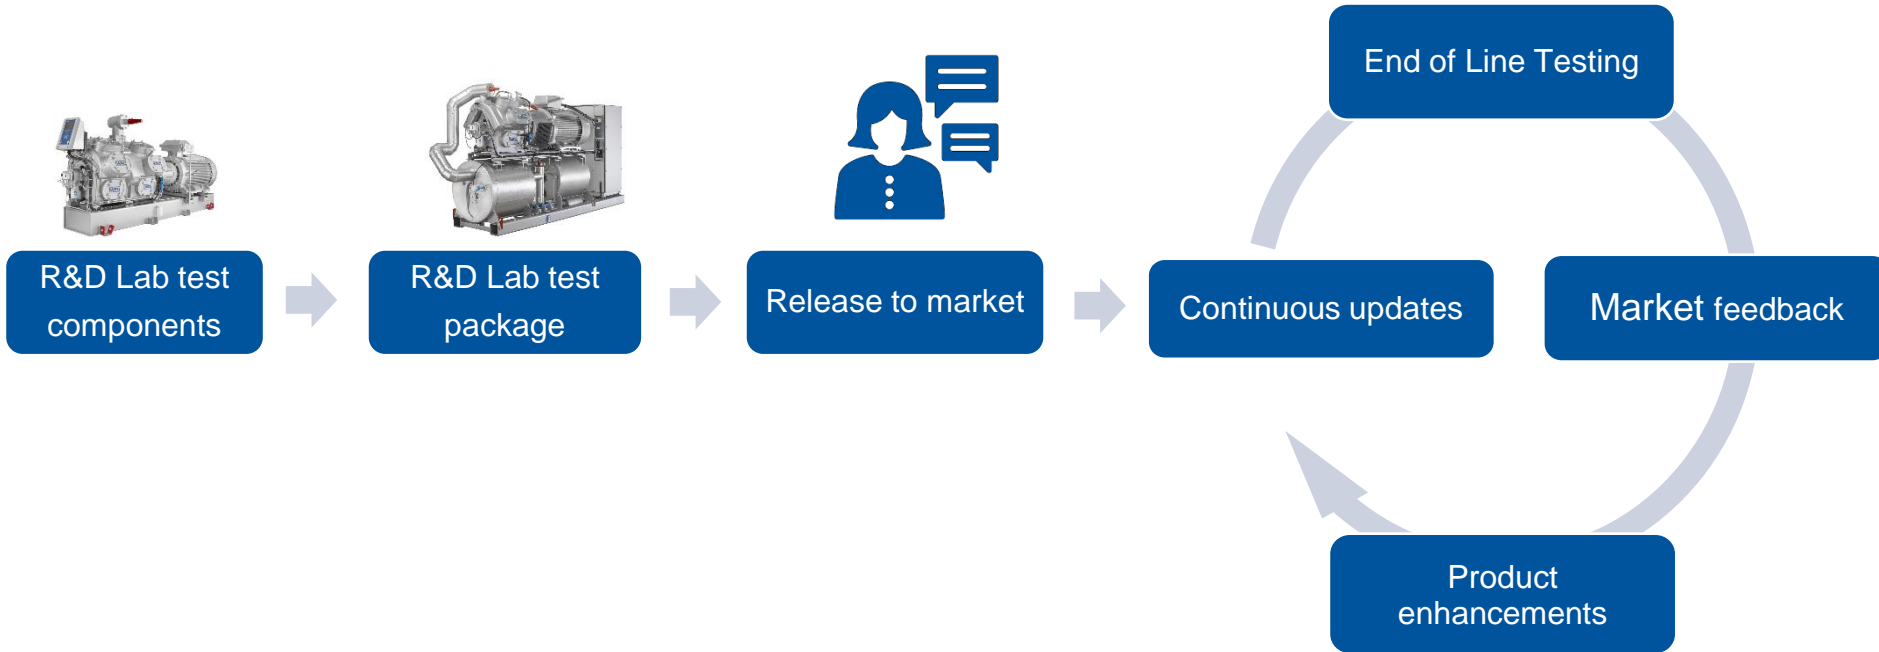 R&D Lab test
components
R&D Lab test
package
Release to market
Continuous updates
End of Line Testing
Market feedback
Product
enhancements